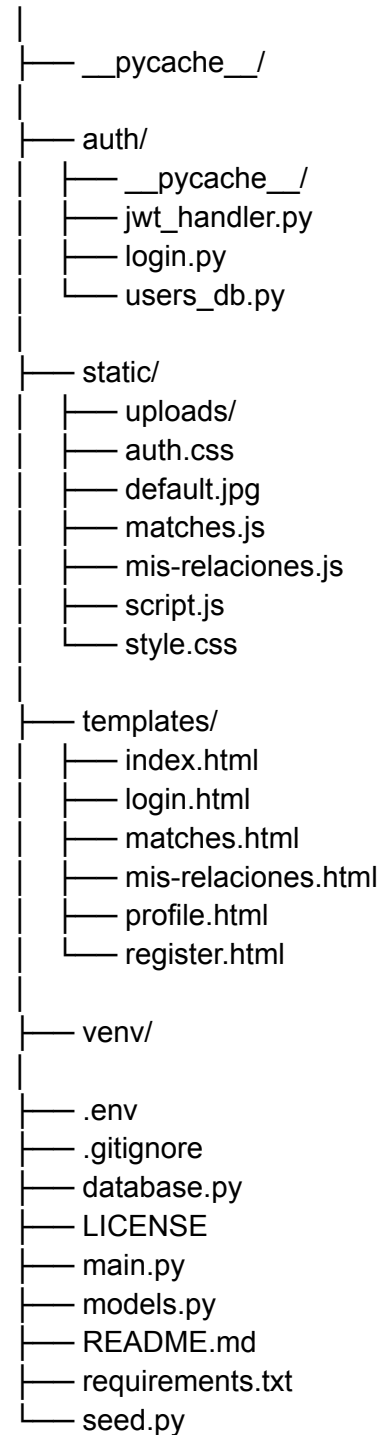 │
├── __pycache__/
│
├── auth/
│   ├── __pycache__/
│   ├── jwt_handler.py
│   ├── login.py
│   └── users_db.py
│
├── static/
│   ├── uploads/
│   ├── auth.css
│   ├── default.jpg
│   ├── matches.js
│   ├── mis-relaciones.js
│   ├── script.js
│   └── style.css
│
├── templates/
│   ├── index.html
│   ├── login.html
│   ├── matches.html
│   ├── mis-relaciones.html
│   ├── profile.html
│   └── register.html
│
├── venv/
│
├── .env
├── .gitignore
├── database.py
├── LICENSE
├── main.py
├── models.py
├── README.md
├── requirements.txt
└── seed.py